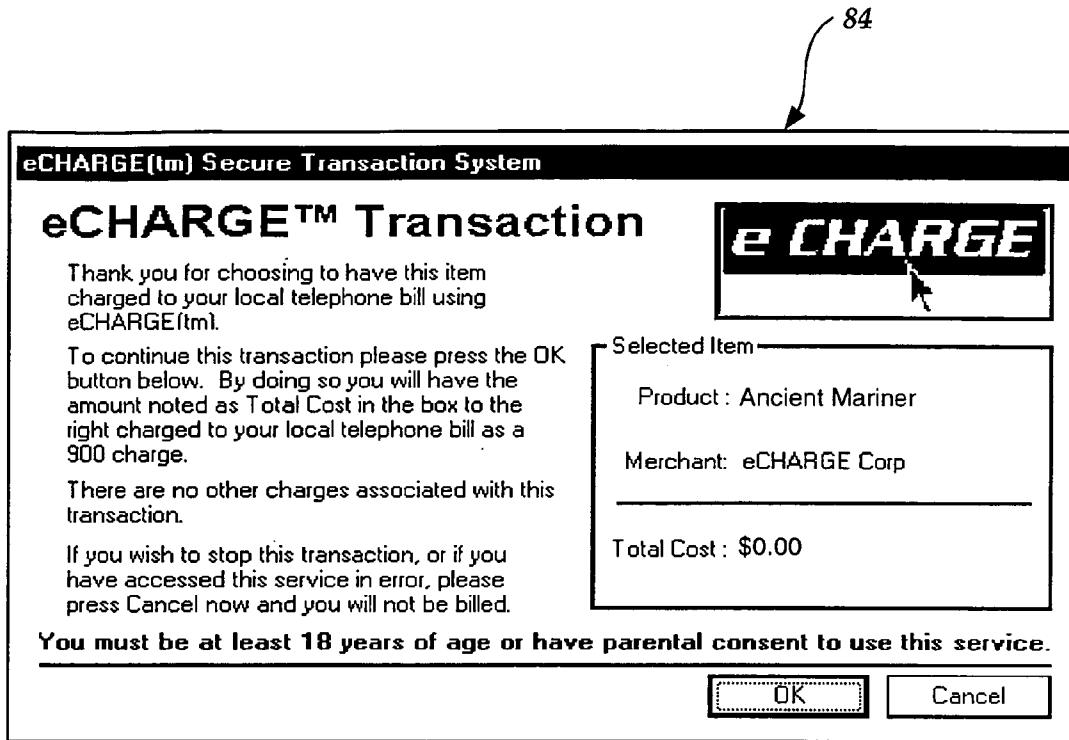 84
eCHARGE(tm) Secure Transaction System
eCHARGE™ Transaction
e CHARGE
Thank you for choosing to have this item
charged to your local telephone bill using
eCHARGE(tm).
To continue this transaction please press the OK
button below. By doing so you will have the
amount noted as Total Cost in the box to the
right charged to your local telephone bill as a
900 charge.
There are no other charges associated with this
transaction.
If you wish to stop this transaction, or if you
have accessed this service in error, please
press Cancel now and you will not be billed.
Selected Item
Product : Ancient Mariner
Merchant: eCHARGE Corp
Total Cost : $0.00
You must be at least 18 years of age or have parental consent to use this service.
OK
Cancel